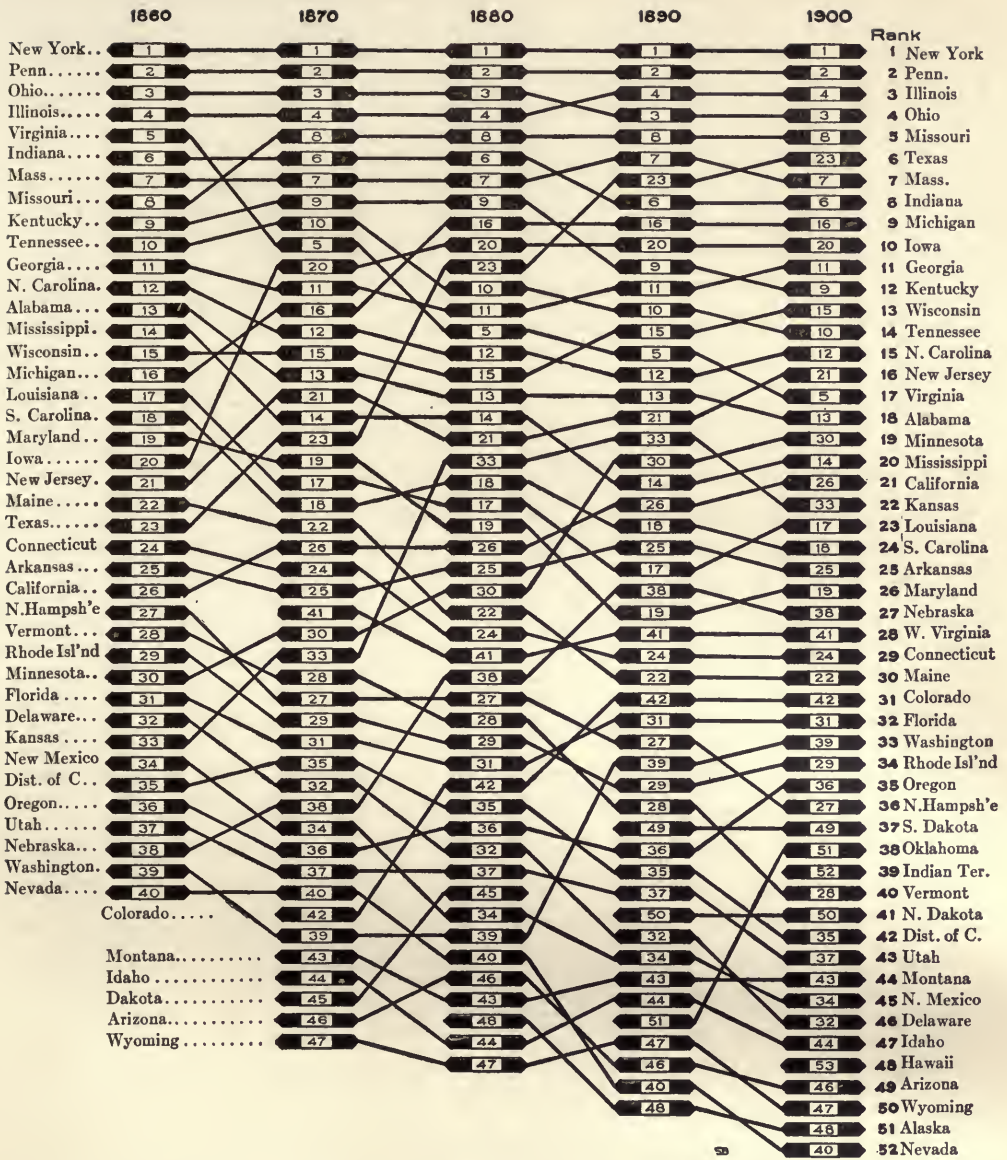 1860 1870 1880 1890 1900
Rank
New York.. 1 1 1 1 1 1 New York
Penn...... 2 2 2 2 2 2 Penn.
Ohio...... 3 3 3 4 4 3 Illinois
Illinois.... 4 4 4 3 3 4 Ohio
Virginia.... 5 8 8 8 8 5 Missouri
Indiana.... 6 6 6 7 23 6 Texas
Mass...... 7 7 7 23 7 7 Mass.
Missouri... 8 9 9 6 6 8 Indiana
Kentucky.. 9 10 16 16 16 9 Michigan
Tennessee.. 10 5 20 20 20 10 Iowa
Georgia.... 11 20 23 9 11 11 Georgia
N. Carolina. 12 11 10 11 9 12 Kentucky
Alabama... 13 16 11 10 15 13 Wisconsin
Mississippi. 14 12 5 15 10 14 Tennessee
Wisconsin.. 15 15 12 5 12 15 N. Carolina
Michigan... 16 13 15 12 21 16 New Jersey
Louisiana.. 17 21 13 13 5 17 Virginia
S. Carolina. 18 14 14 21 13 18 Alabama
Maryland.. 19 23 21 33 30 19 Minnesota
Iowa...... 20 19 33 30 14 20 Mississippi
New Jersey. 21 17 18 14 26 21 California
Maine..... 22 18 17 26 33 22 Kansas
Texas...... 23 22 19 18 17 23 Louisiana
Connecticut 24 26 26 25 18 24 S. Carolina
Arkansas... 25 24 25 17 25 25 Arkansas
California.. 26 25 30 38 19 26 Maryland
N.Hampsh'e 27 41 22 19 38 27 Nebraska
Vermont... 28 30 24 41 41 28 W. Virginia
Rhode Isl'nd 29 33 41 24 24 29 Connecticut
Minnesota.. 30 28 38 22 22 30 Maine
Florida.... 31 27 27 42 42 31 Colorado
Delaware... 32 29 28 31 31 32 Florida
Kansas.... 33 31 29 27 39 33 Washington
New Mexico 34 35 31 39 29 34 Rhode Isl'nd
Dist. of C.. 35 32 42 29 36 35 Oregon
Oregon..... 36 38 35 28 27 36 N.Hampsh'e
Utah...... 37 34 36 49 49 37 S. Dakota
Nebraska... 38 36 32 36 51 38 Oklahoma
Washington. 39 37 37 35 52 39 Indian Ter.
Nevada.... 40 40 45 37 28 40 Vermont
Colorado..... 42 34 50 50 41 N. Dakota
39 39 32 35 42 Dist. of C.
Montana.......... 43 40 34 37 43 Utah
Idaho............ 44 46 43 43 44 Montana
Dakota........... 45 43 44 34 45 N. Mexico
Arizona.......... 46 48 51 32 46 Delaware
Wyoming......... 47 44 47 44 47 Idaho
47 46 53 48 Hawaii
40 46 49 Arizona
48 47 50 Wyoming
48 51 Alaska
40 52 Nevada